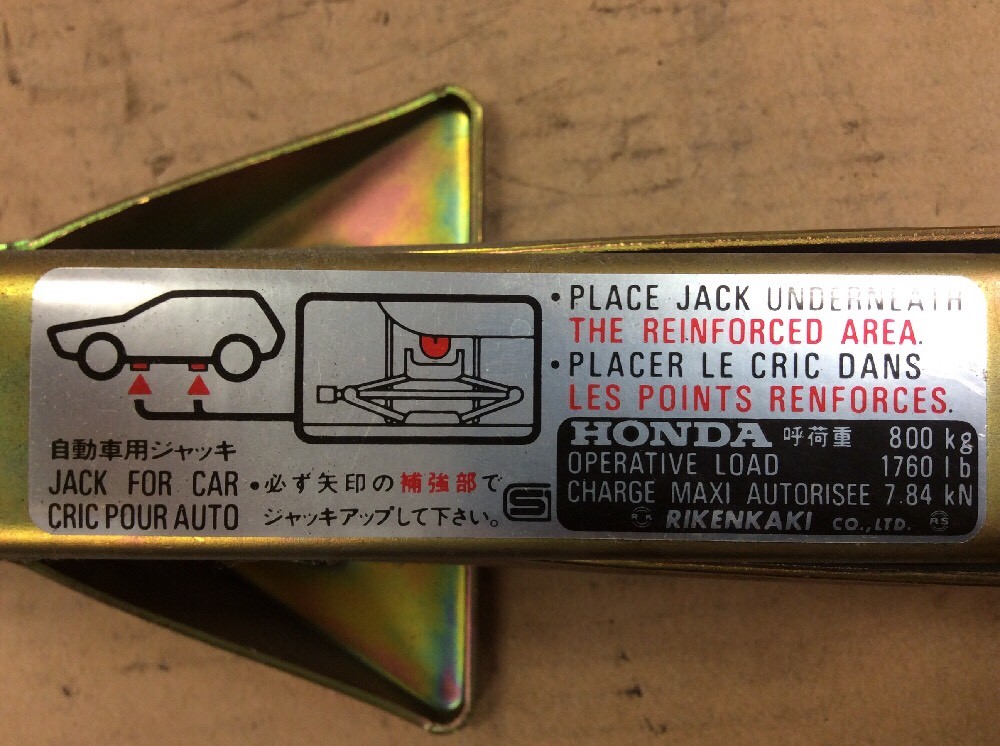 ・PLACE JACK UNDERNEATH
THE REINFORCED AREA.
・PLACER LE CRIC DANS
LES POINTS RENFORCES.
自動車用ジャッキ
JACK FOR CAR
CRIC POUR AUTO
・必ず矢印の補強部で
ジャッキアップして下さい。
HONDA 呼荷重 800 kg
OPERATIVE LOAD 1760 lb
CHARGE MAXI AUTORISEE 7.84 kN
RIKENKAKI CO.,LTD.